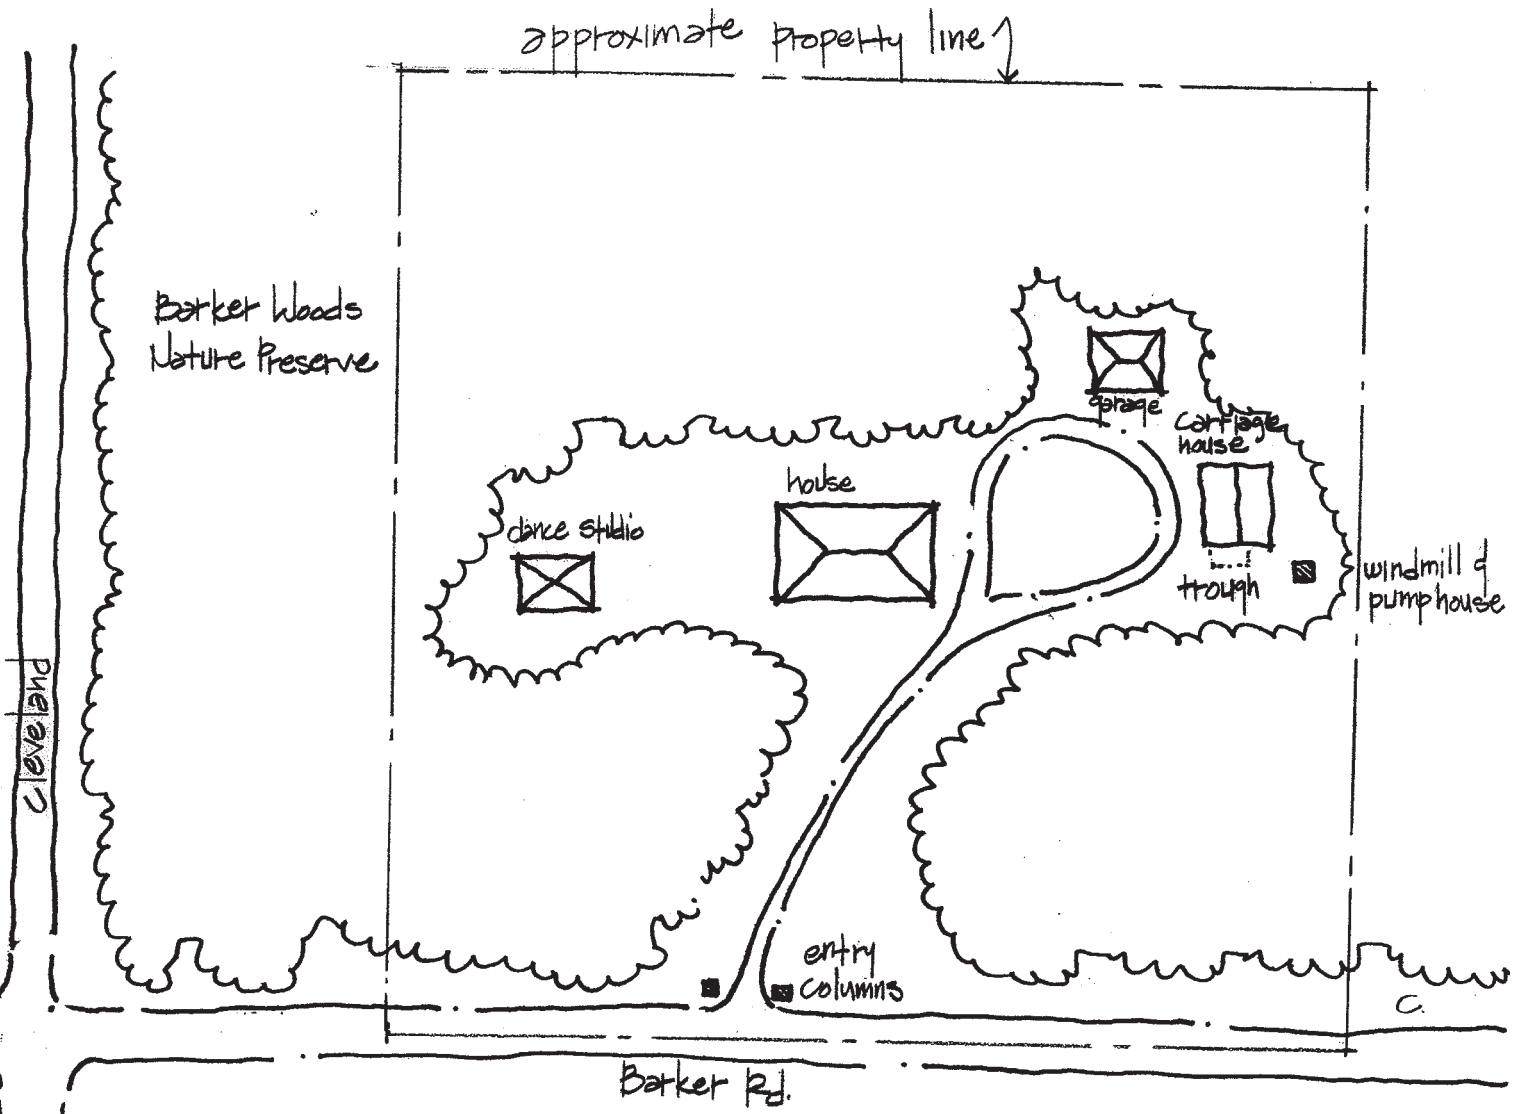 approximate property line
Barker Woods
Nature Preserve
garage
carriage
house
house
dance studio
trough
windmill &
pumphouse
Cleveland
entry
columns
C.
Barker Rd.